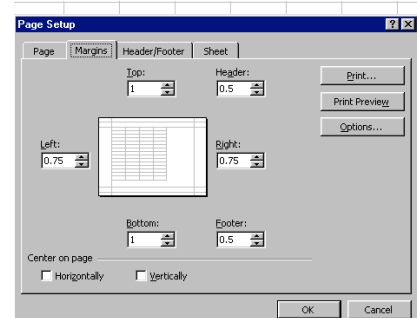 Page Setup
Page Margins Header/Footer Sheet
Top: Header:
1 0.5
Print...
Print Preview
Options...
Left: Right:
0.75 0.75
Bottom: Footer:
1 0.5
Center on page
Horizontally Vertically
OK Cancel